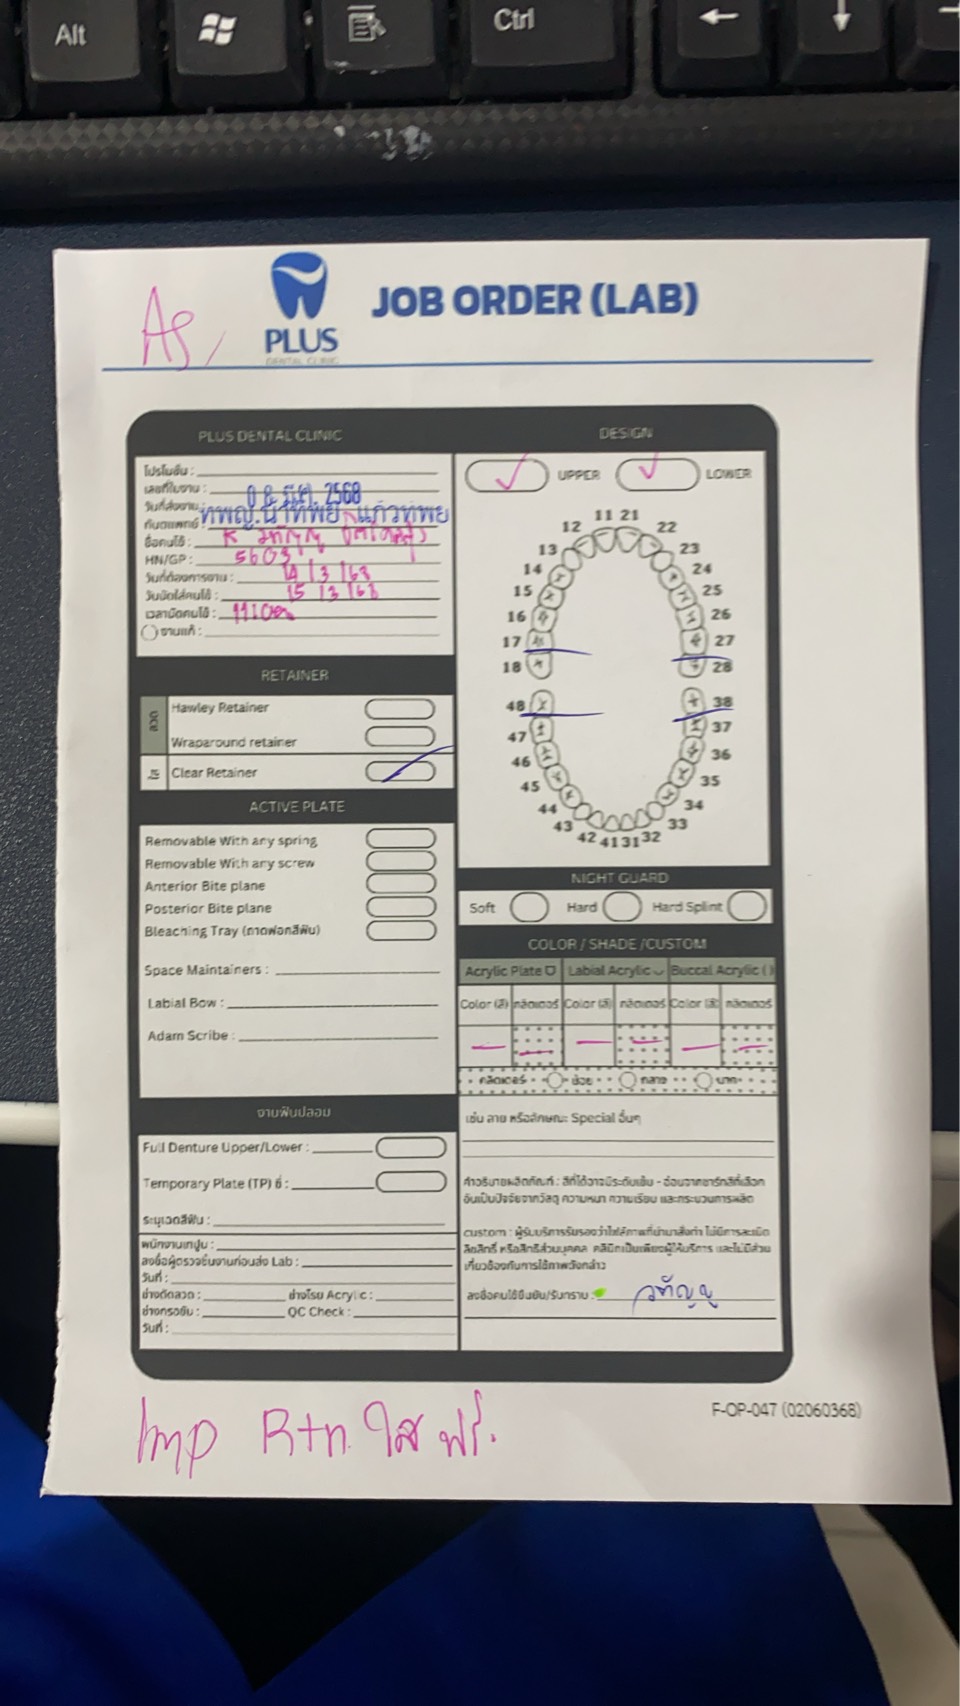 Alt
Ctrl
As,
PLUS
DENTAL CLINIC
JOB ORDER (LAB)
PLUS DENTAL CLINIC
โปรโมชั่น :
เลขที่ใบงาน :
วันที่ส่งงาน : 0 8 มี.ค. 2568
ทันตแพทย์ : ทพญ.น้ำทิพย์ แก้วทิพย์
ชื่อคนไข้ : K
HN/GP : 5603
วันที่ต้องการงาน : 14 / 3 / 68
วันนัดใส่คนไข้ : 15 / 3 / 68
เวลานัดคนไข้ :
งานแก้ :
RETAINER
Hawley Retainer
Wraparound retainer
ใส Clear Retainer
ACTIVE PLATE
Removable With any spring
Removable With any screw
Anterior Bite plane
Posterior Bite plane
Bleaching Tray (ถาดฟอกสีฟัน)
Space Maintainers :
Labial Bow :
Adam Scribe :
งานฟันปลอม
Full Denture Upper/Lower :
Temporary Plate (TP) ซี่ :
ระบุเฉดสีฟัน :
พนักงานเทปูน :
ลงชื่อผู้ตรวจชิ้นงานก่อนส่ง Lab :
วันที่ :
ช่างดัดลวด : ช่างโรย Acrylic :
ช่างกรอขัด : QC Check :
วันที่ :
DESIGN
UPPER LOWER
11 21
12 22
13 23
14 24
15 25
16 26
17 27
18 28
48 38
47 37
46 36
45 35
44 34
43 33
42 41 31 32
NIGHT GUARD
Soft Hard Hard Splint
COLOR / SHADE /CUSTOM
Acrylic Plate Labial Acrylic Buccal Acrylic ( )
Color (สี) กลิตเตอร์ Color (สี) กลิตเตอร์ Color (สี) กลิตเตอร์
กลิตเตอร์ น้อย กลาง มาก
เช่น ลาย หรือลักษณะ Special อื่นๆ
คำอธิบายผลิตภัณฑ์ : สีที่ได้อาจมีระดับเข้ม - อ่อนจากชาร์ทสีที่เลือก
อันเป็นปัจจัยจากวัสดุ ความหนา ความเรียบ และกระบวนการผลิต
custom : ผู้รับบริการรับรองว่าไฟล์ภาพที่นำมาสั่งทำ ไม่มีการละเมิด
ลิขสิทธิ์ หรือสิทธิส่วนบุคคล คลินิกเป็นเพียงผู้ให้บริการ และไม่มีส่วน
เกี่ยวข้องกับการใช้ภาพดังกล่าว
ลงชื่อคนไข้ยืนยัน/รับทราบ : วทัญญู
F-OP-047 (02060368)
Imp Rtn ใส ฟรี.